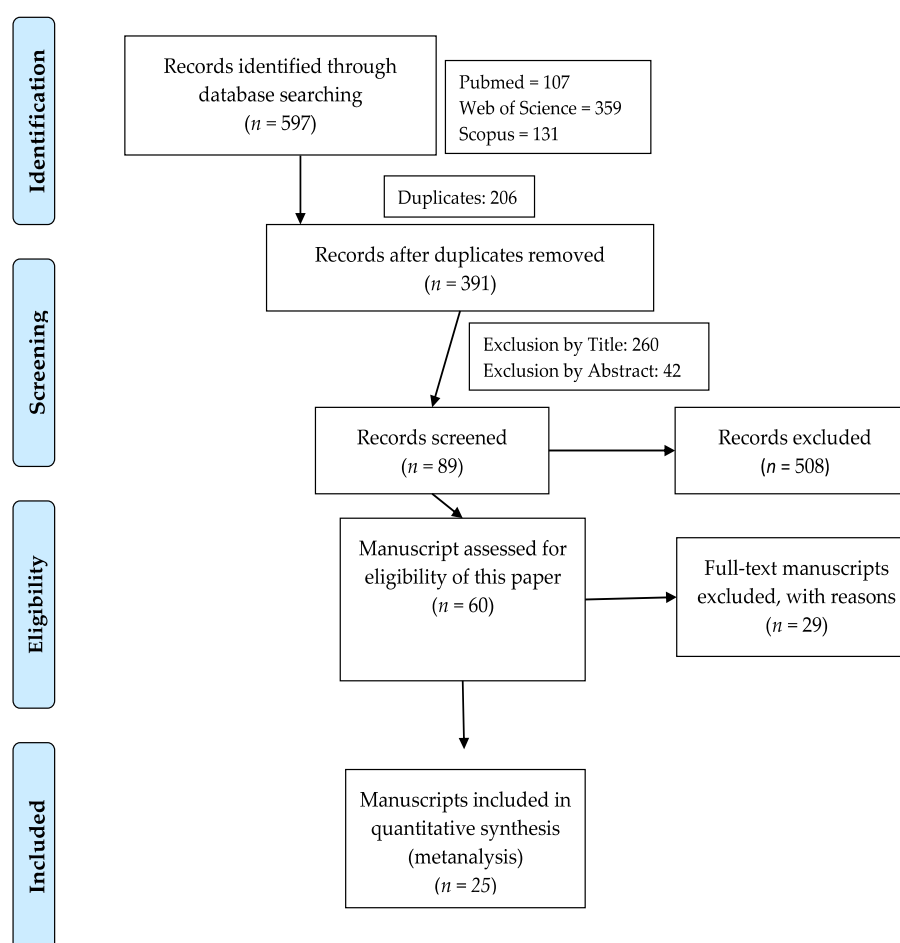 Identification
Records identified through
database searching
(n = 597)
Pubmed = 107
Web of Science = 359
Scopus = 131
Duplicates: 206
Records after duplicates removed
(n = 391)
Screening
Exclusion by Title: 260
Exclusion by Abstract: 42
Records screened
(n = 89)
Records excluded
(n = 508)
Eligibility
Manuscript assessed for
eligibility of this paper
(n = 60)
Full-text manuscripts
excluded, with reasons
(n = 29)
Included
Manuscripts included in
quantitative synthesis
(metanalysis)
(n = 25)